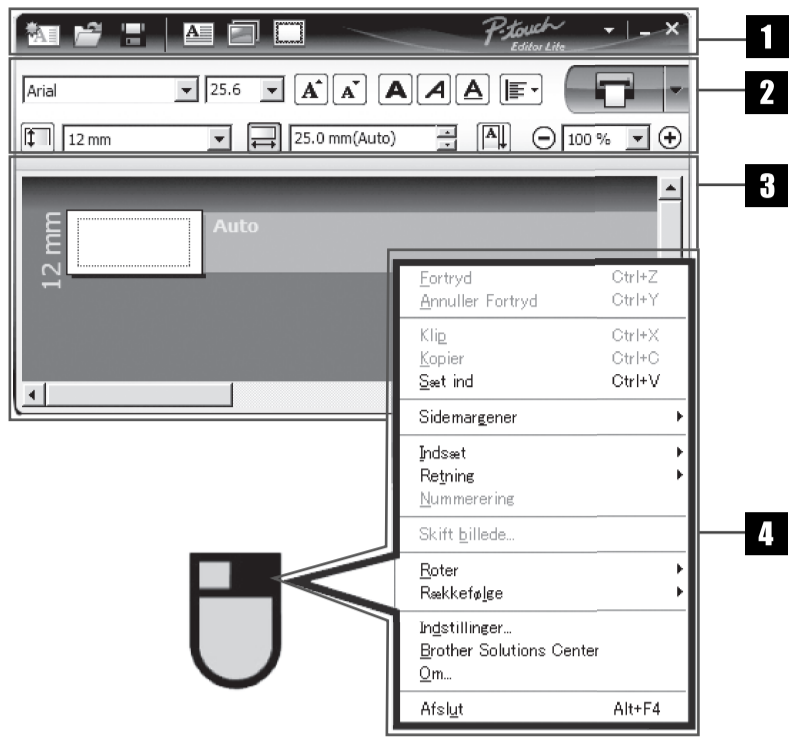 P-touch
Editor Lite
1
Arial
25.6
A
A
A
A
A
2
12 mm
25.0 mm(Auto)
A
100 %
3
Auto
12 mm
Fortryd Ctrl+Z
Annuller Fortryd Ctrl+Y
Klip Ctrl+X
Kopier Ctrl+C
Sæt ind Ctrl+V
Sidemargener
Indsæt
Retning
Nummerering
Skift billede...
4
Roter
Rækkefølge
Indstillinger...
Brother Solutions Center
Om...
Afslut Alt+F4